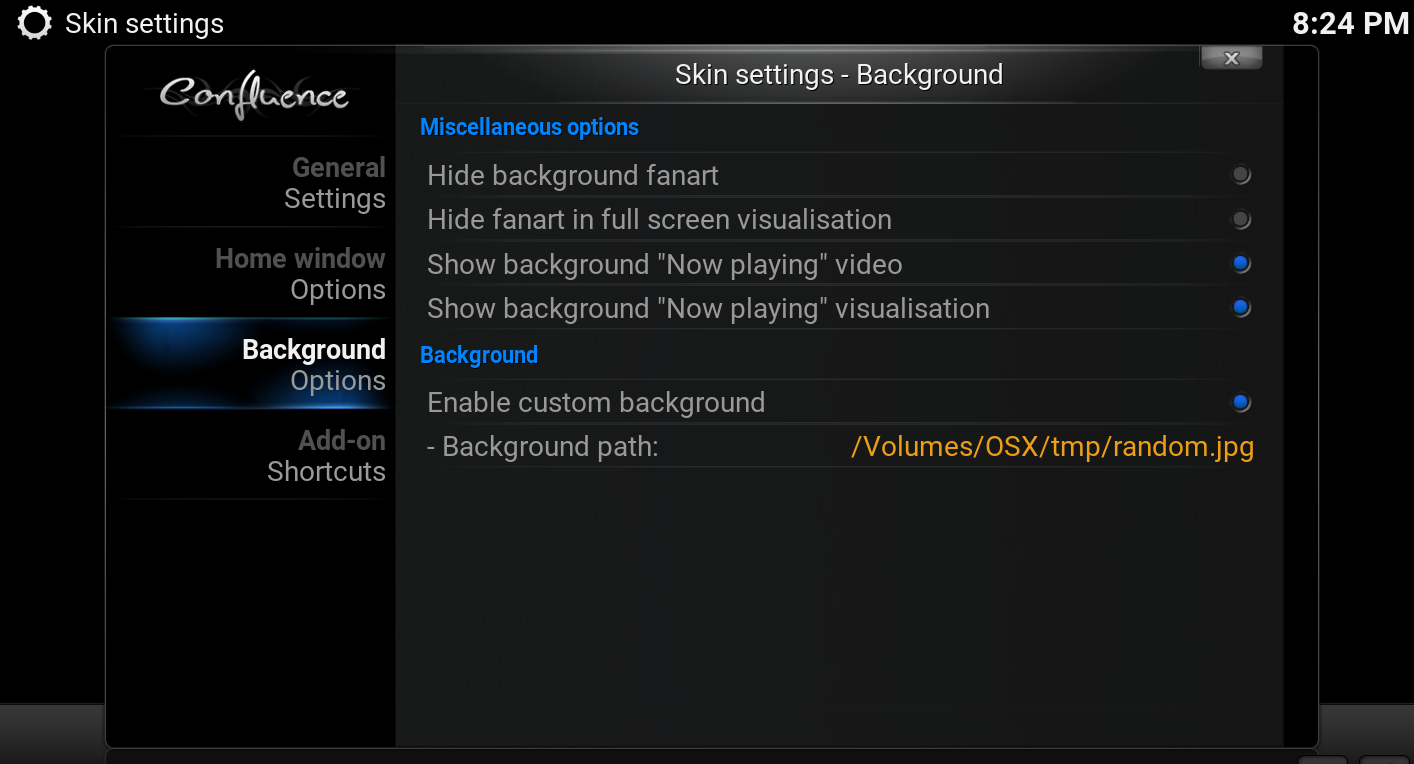 Skin settings
8:24 PM
Confluence
Skin settings - Background
x
General
Settings
Home window
Options
Background
Options
Add-on
Shortcuts
Miscellaneous options
Hide background fanart
Hide fanart in full screen visualisation
Show background "Now playing" video
Show background "Now playing" visualisation
Background
Enable custom background
- Background path: /Volumes/OSX/tmp/random.jpg